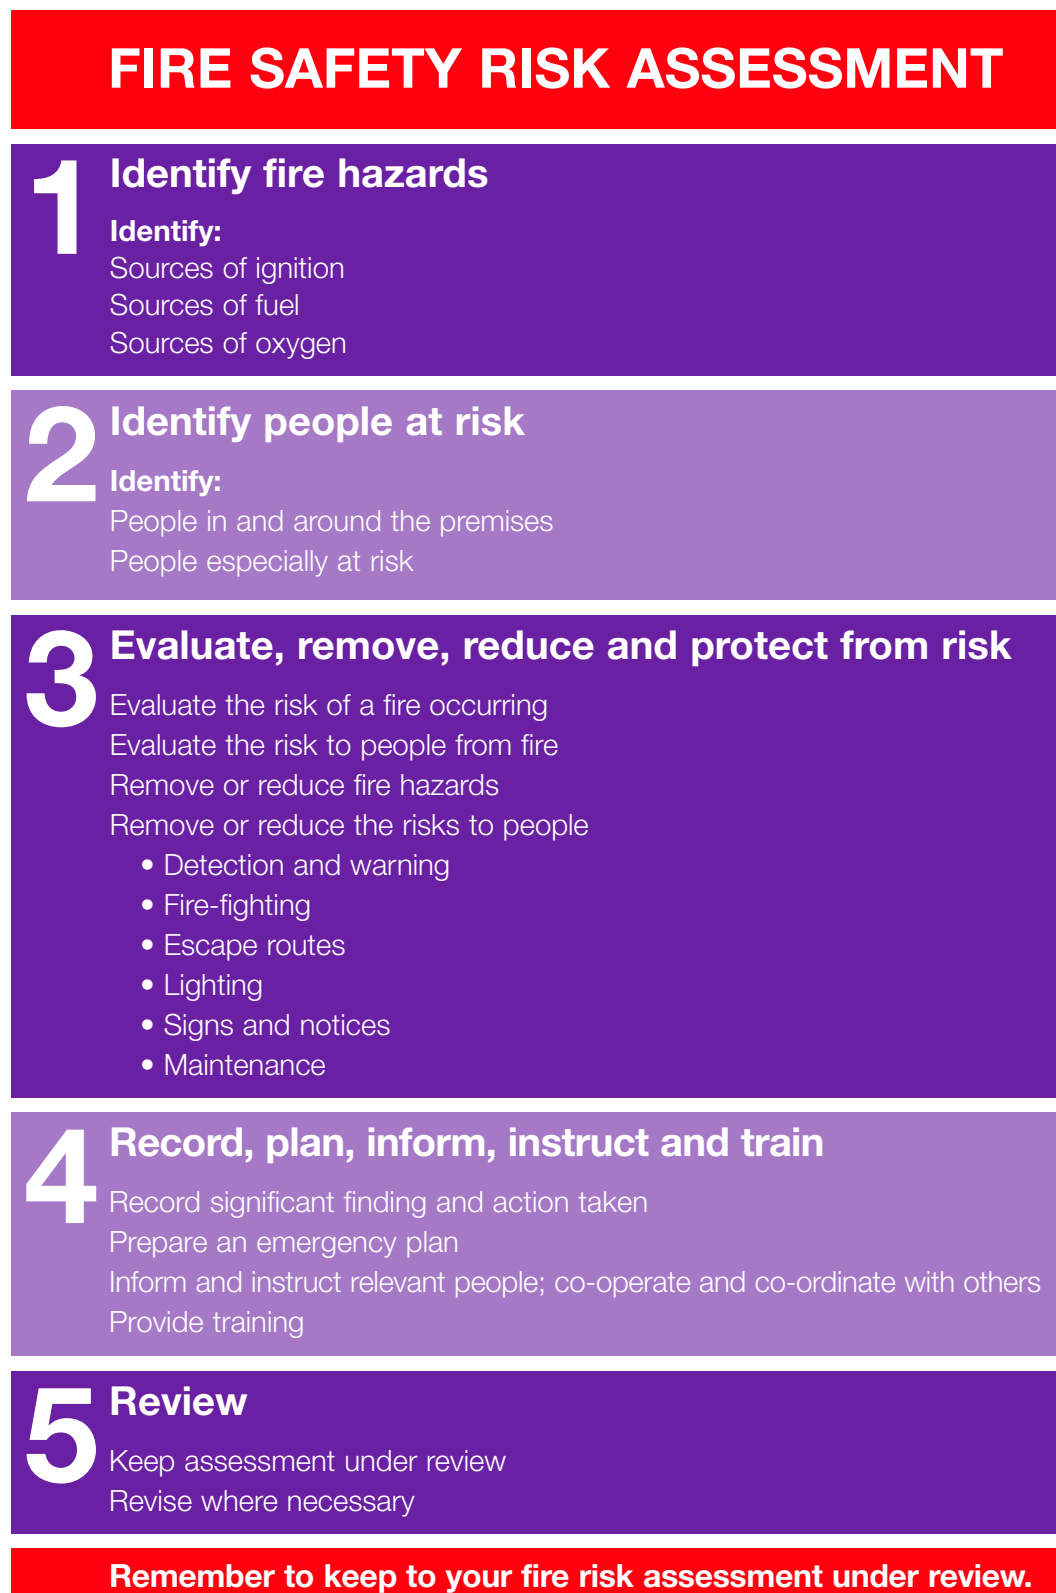 FIRE SAFETY RISK ASSESSMENT
1
Identify fire hazards
Identify:
Sources of ignition
Sources of fuel
Sources of oxygen
2
Identify people at risk
Identify:
People in and around the premises
People especially at risk
3
Evaluate, remove, reduce and protect from risk
Evaluate the risk of a fire occurring
Evaluate the risk to people from fire
Remove or reduce fire hazards
Remove or reduce the risks to people
• Detection and warning
• Fire-fighting
• Escape routes
• Lighting
• Signs and notices
• Maintenance
4
Record, plan, inform, instruct and train
Record significant finding and action taken
Prepare an emergency plan
Inform and instruct relevant people; co-operate and co-ordinate with others
Provide training
5
Review
Keep assessment under review
Revise where necessary
Remember to keep to your fire risk assessment under review.